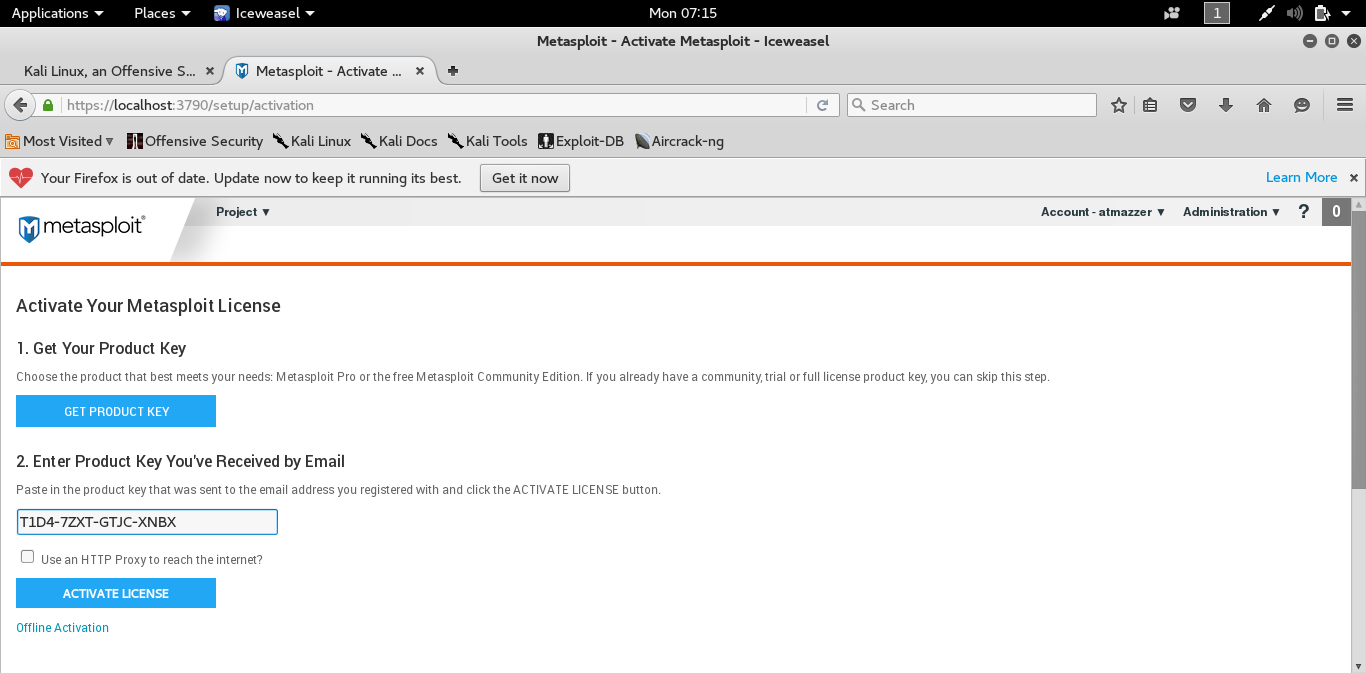 Applications Places Iceweasel Mon 07:15 1
Metasploit - Activate Metasploit - Iceweasel
Kali Linux, an Offensive S... Metasploit - Activate ...
https://localhost:3790/setup/activation Search
Most Visited Offensive Security Kali Linux Kali Docs Kali Tools Exploit-DB Aircrack-ng
Your Firefox is out of date. Update now to keep it running its best. Get it now Learn More
metasploit® Project ▼ Account - atmazzer ▼ Administration ▼ ? 0
Activate Your Metasploit License
1. Get Your Product Key
Choose the product that best meets your needs: Metasploit Pro or the free Metasploit Community Edition. If you already have a community, trial or full license product key, you can skip this step.
GET PRODUCT KEY
2. Enter Product Key You've Received by Email
Paste in the product key that was sent to the email address you registered with and click the ACTIVATE LICENSE button.
T1D4-7ZXT-GTJC-XNBX
Use an HTTP Proxy to reach the internet?
ACTIVATE LICENSE
Offline Activation